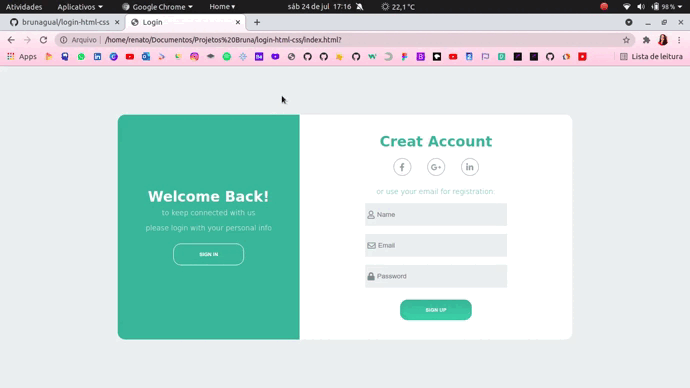 Atividades Aplicativos Google Chrome Home sáb 24 de jul 17:16 22,1 °C 98 %
brunagual/login-html-css Login
Arquivo /home/renato/Documentos/Projetos%20Bruna/login-html-css/index.html?
Apps Lista de leitura
Welcome Back!
to keep connected with us
please login with your personal info
SIGN IN
Creat Account
or use your email for registration
Name
Email
Password
SIGN UP